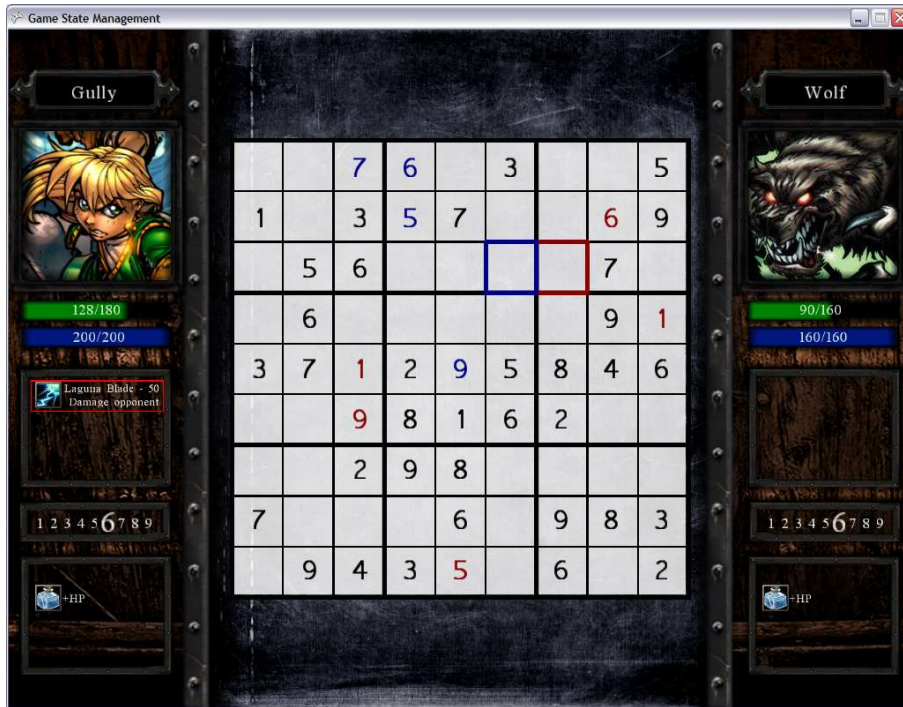 Game State Management
Gully
Wolf
7 6 3 5
1 3 5 7 6 9
5 6 7
128/180
200/200
6 9 1
90/160
160/160
3 7 1 2 9 5 8 4 6
Laguna Blade - 50
Damage opponent
9 8 1 6 2
2 9 8
1 2 3 4 5 6 7 8 9
7 6 9 8 3
1 2 3 4 5 6 7 8 9
9 4 3 5 6 2
+HP
+HP